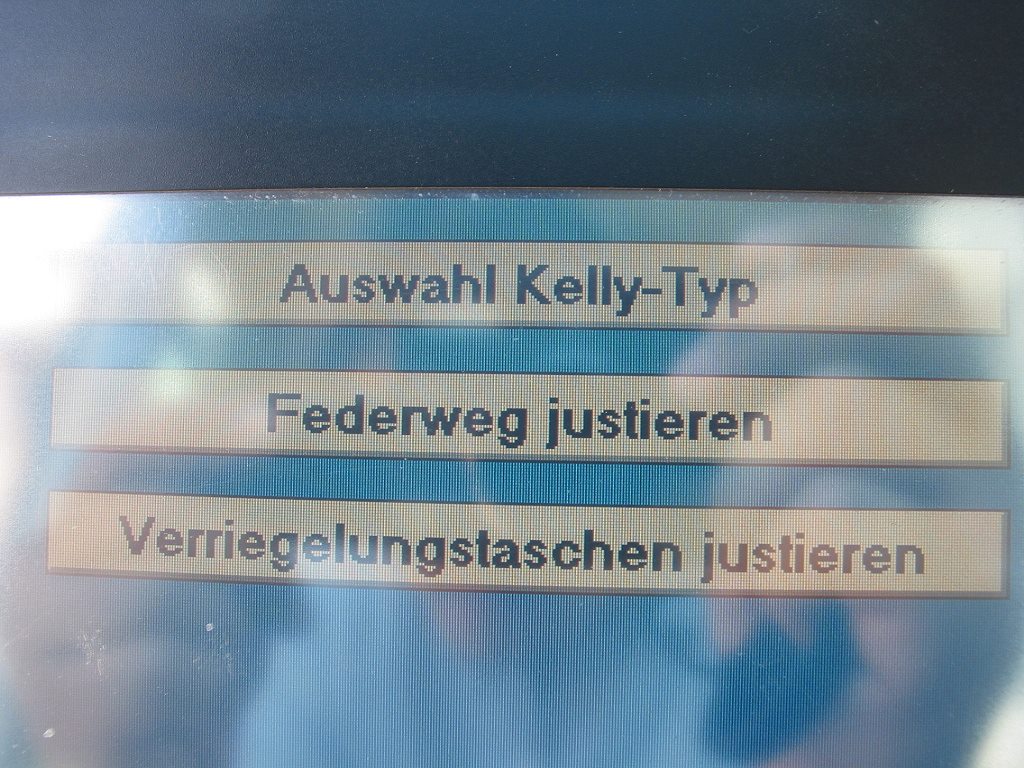 Auswahl Kelly-Typ
Federweg justieren
Verriegelungstaschen justieren